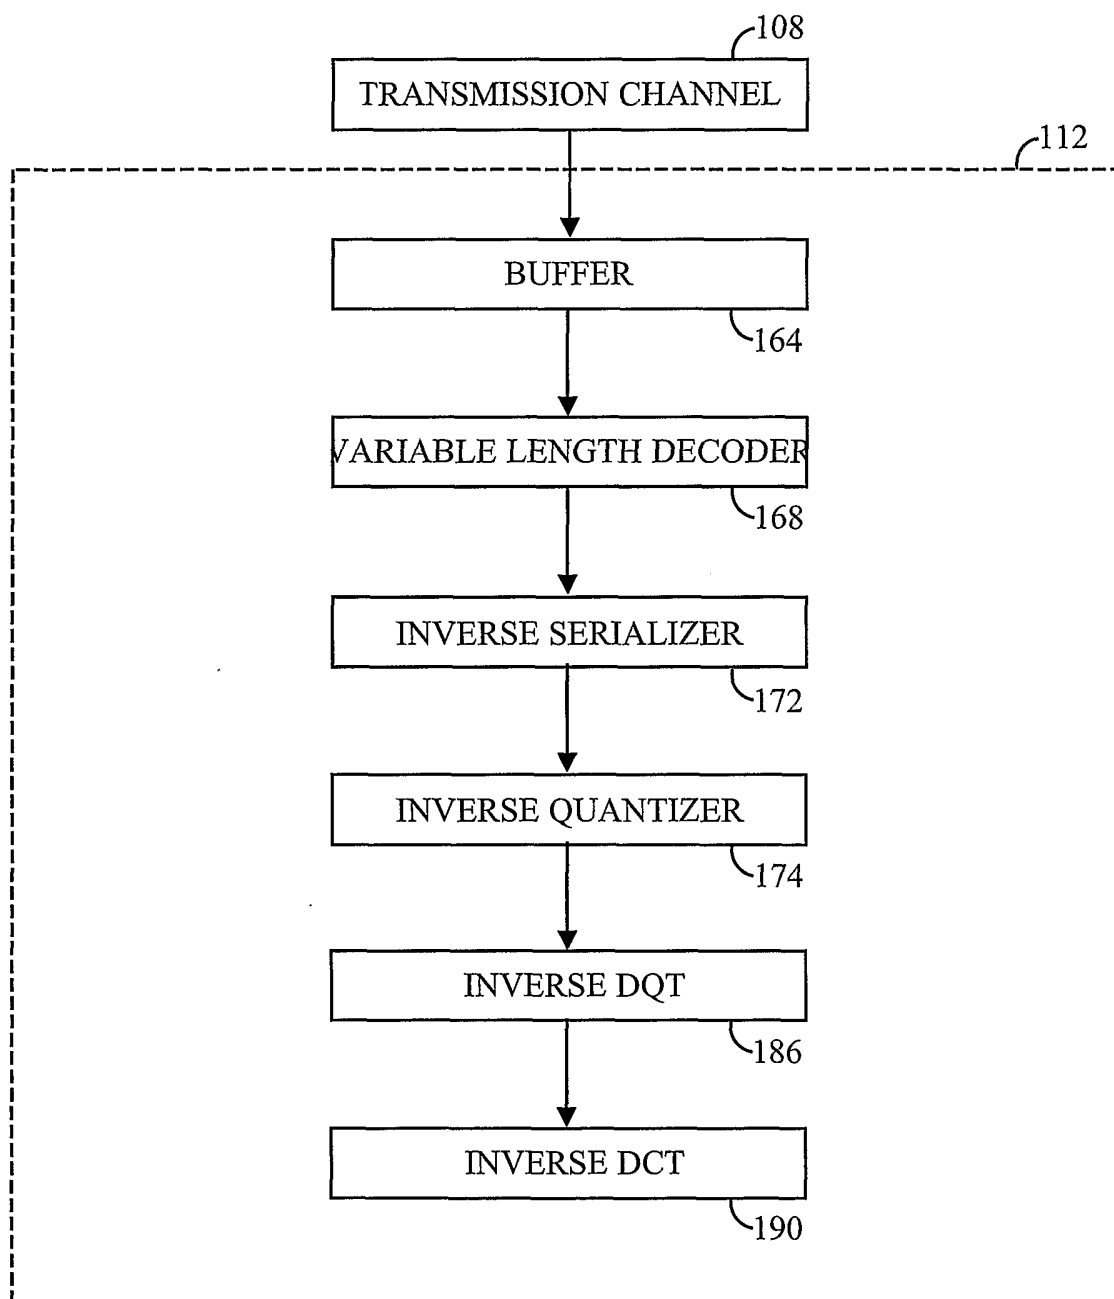 108
TRANSMISSION CHANNEL
112
BUFFER
164
VARIABLE LENGTH DECODER
168
INVERSE SERIALIZER
172
INVERSE QUANTIZER
174
INVERSE DQT
186
INVERSE DCT
190